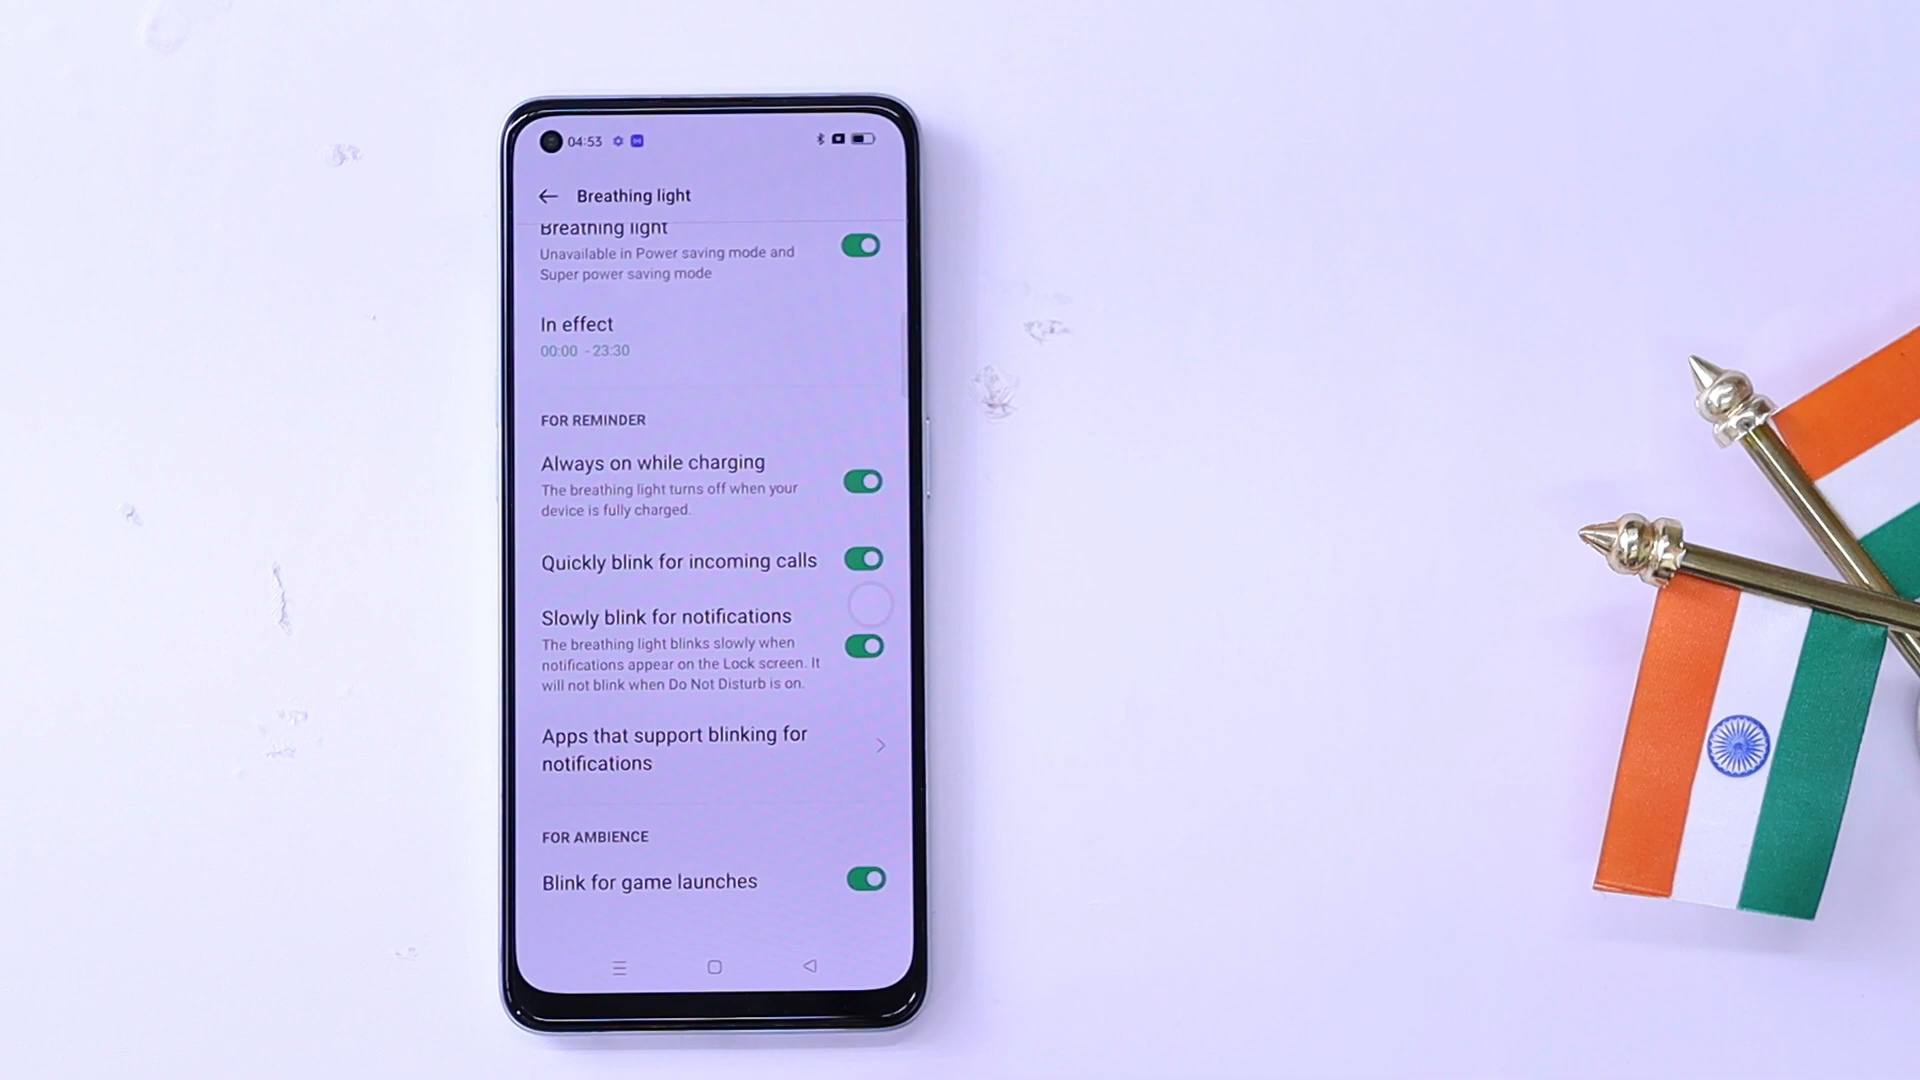 04:53
Breathing light
Breathing light
Unavailable in Power saving mode and
Super power saving mode
In effect
00:00 - 23:30
FOR REMINDER
Always on while charging
The breathing light turns off when your
device is fully charged.
Quickly blink for incoming calls
Slowly blink for notifications
The breathing light blinks slowly when
notifications appear on the Lock screen. It
will not blink when Do Not Disturb is on.
Apps that support blinking for
notifications
FOR AMBIENCE
Blink for game launches